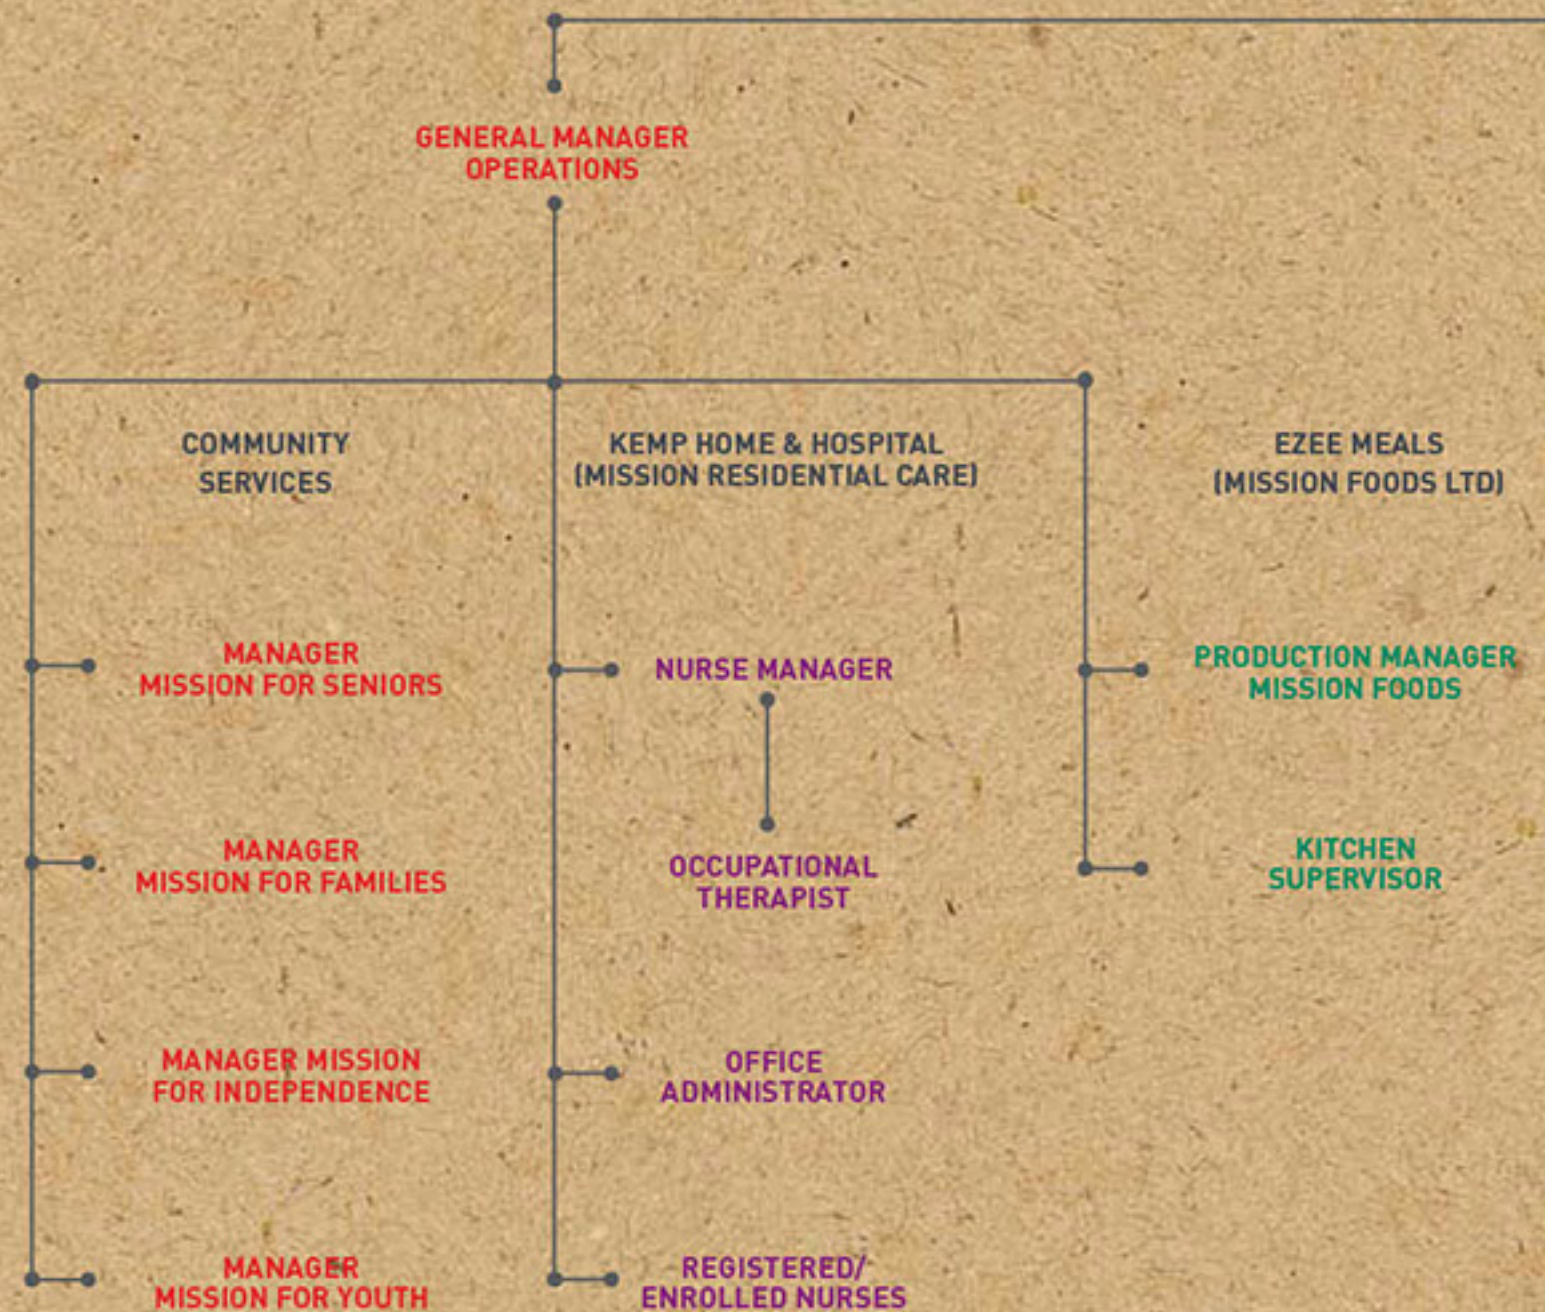 GENERAL MANAGER
OPERATIONS
COMMUNITY
SERVICES
MANAGER
MISSION FOR SENIORS
MANAGER
MISSION FOR FAMILIES
MANAGER MISSION
FOR INDEPENDENCE
MANAGER
MISSION FOR YOUTH
KEMP HOME & HOSPITAL
(MISSION RESIDENTIAL CARE)
NURSE MANAGER
OCCUPATIONAL
THERAPIST
OFFICE
ADMINISTRATOR
REGISTERED/
ENROLLED NURSES
EZEE MEALS
(MISSION FOODS LTD)
PRODUCTION MANAGER
MISSION FOODS
KITCHEN
SUPERVISOR